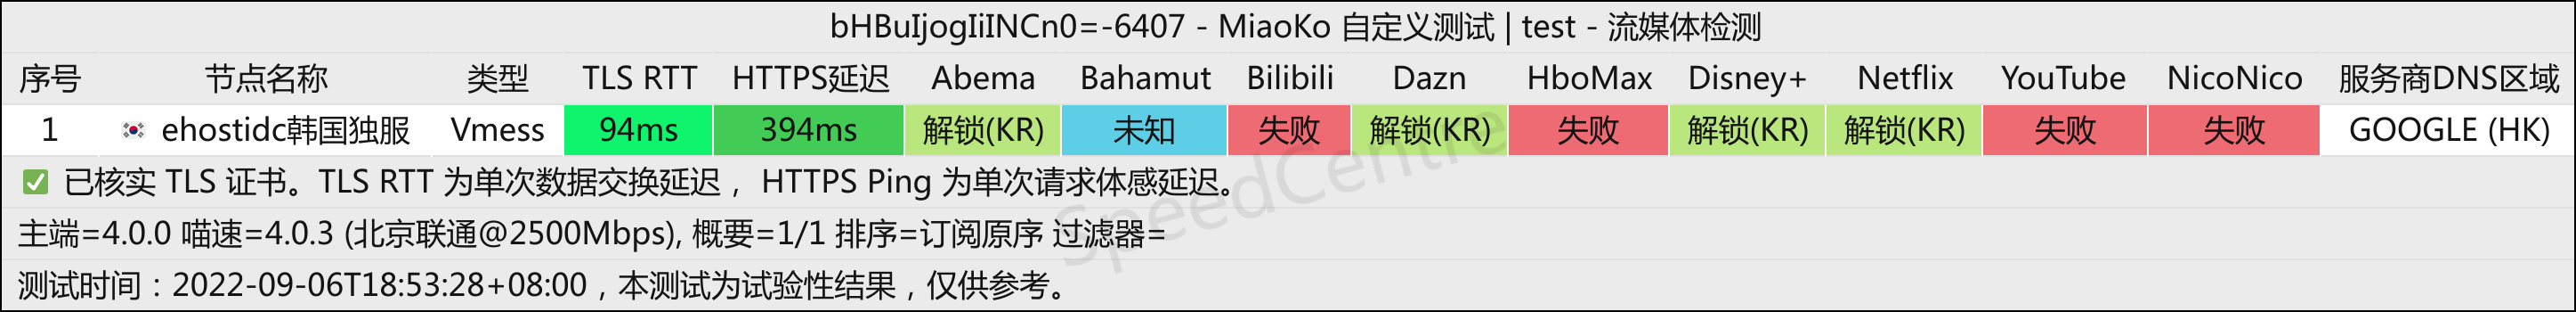 bHBuIjogIiINCn0=-6407 - MiaoKo 自定义测试 | test - 流媒体检测
序号 节点名称 类型 TLS RTT HTTPS延迟 Abema Bahamut Bilibili Dazn HboMax Disney+ Netflix YouTube NicoNico 服务商DNS区域
1 🇰🇷 ehostidc韩国独服 Vmess 94ms 394ms 解锁(KR) 未知 失败 解锁(KR) 失败 解锁(KR) 解锁(KR) 失败 失败 GOOGLE (HK)
✅ 已核实 TLS 证书。TLS RTT 为单次数据交换延迟， HTTPS Ping 为单次请求体感延迟。
主端=4.0.0 喵速=4.0.3 (北京联通@2500Mbps), 概要=1/1 排序=订阅原序 过滤器=
测试时间：2022-09-06T18:53:28+08:00，本测试为试验性结果，仅供参考。
SpeedCentre